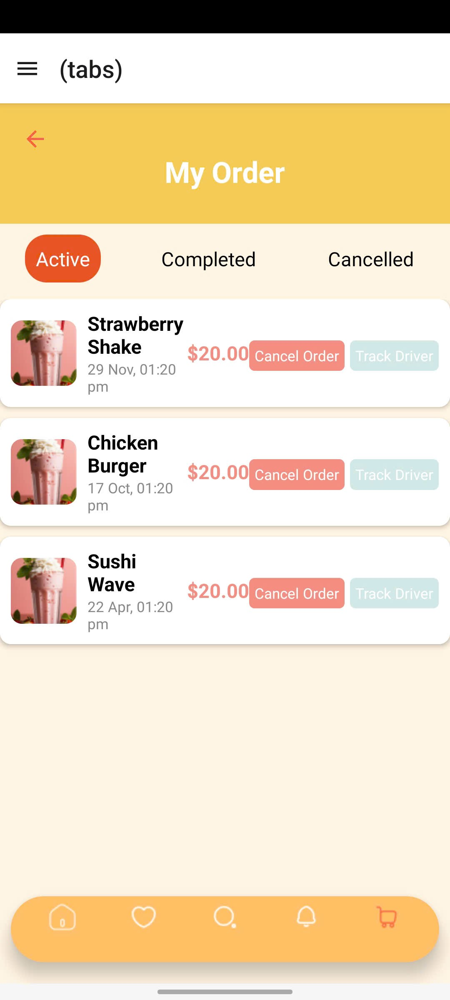 (tabs)
My Order
Active Completed Cancelled
Strawberry
Shake
29 Nov, 01:20
pm
$20.00 Cancel Order Track Driver
Chicken
Burger
17 Oct, 01:20
pm
$20.00 Cancel Order Track Driver
Sushi
Wave
22 Apr, 01:20
pm
$20.00 Cancel Order Track Driver